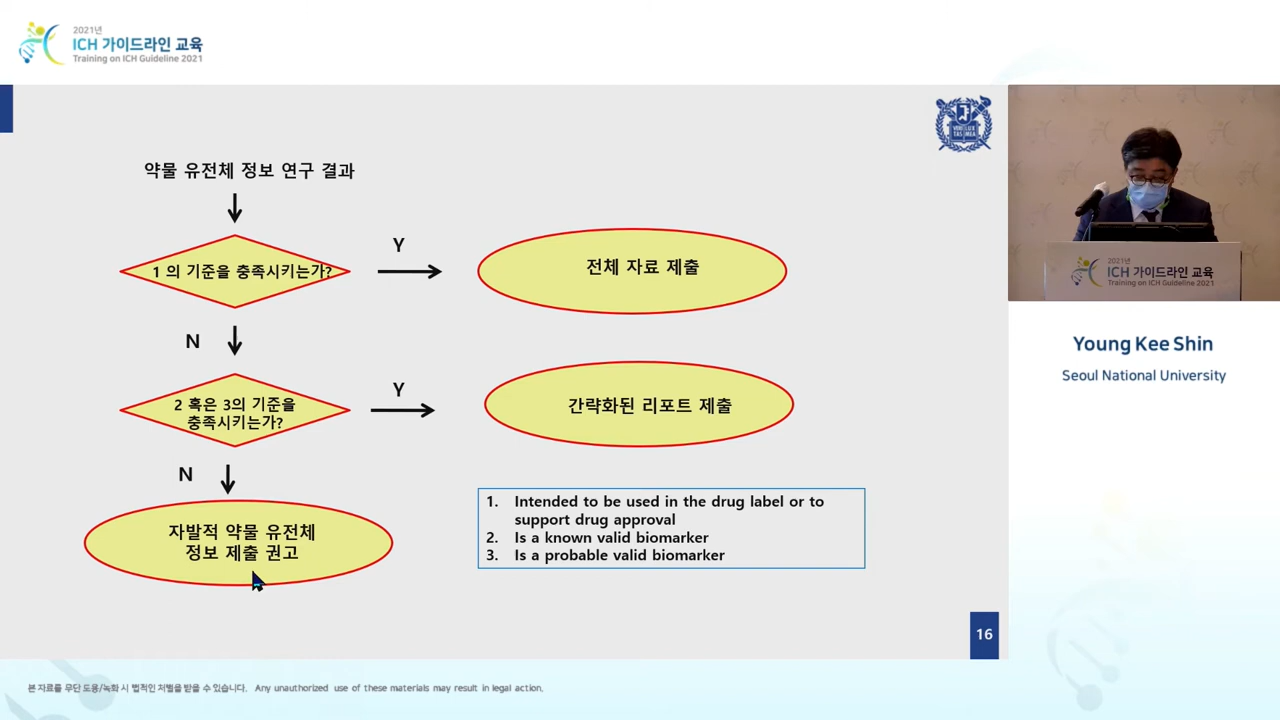 2021년
ICH 가이드라인 교육
Training on ICH Guideline 2021
약물 유전체 정보 연구 결과
1 의 기준을 충족시키는가?
Y
전체 자료 제출
N
2 혹은 3의 기준을
충족시키는가?
Y
간략화된 리포트 제출
N
자발적 약물 유전체
정보 제출 권고
1. Intended to be used in the drug label or to
support drug approval
2. Is a known valid biomarker
3. Is a probable valid biomarker
16
VERI LUX
TAS MEA
2021년
ICH 가이드라인 교육
Training on ICH Guideline 2021
Young Kee Shin
Seoul National University
본 자료를 무단 도용/녹화 시 법적인 처벌을 받을 수 있습니다. Any unauthorized use of these materials may result in legal action.